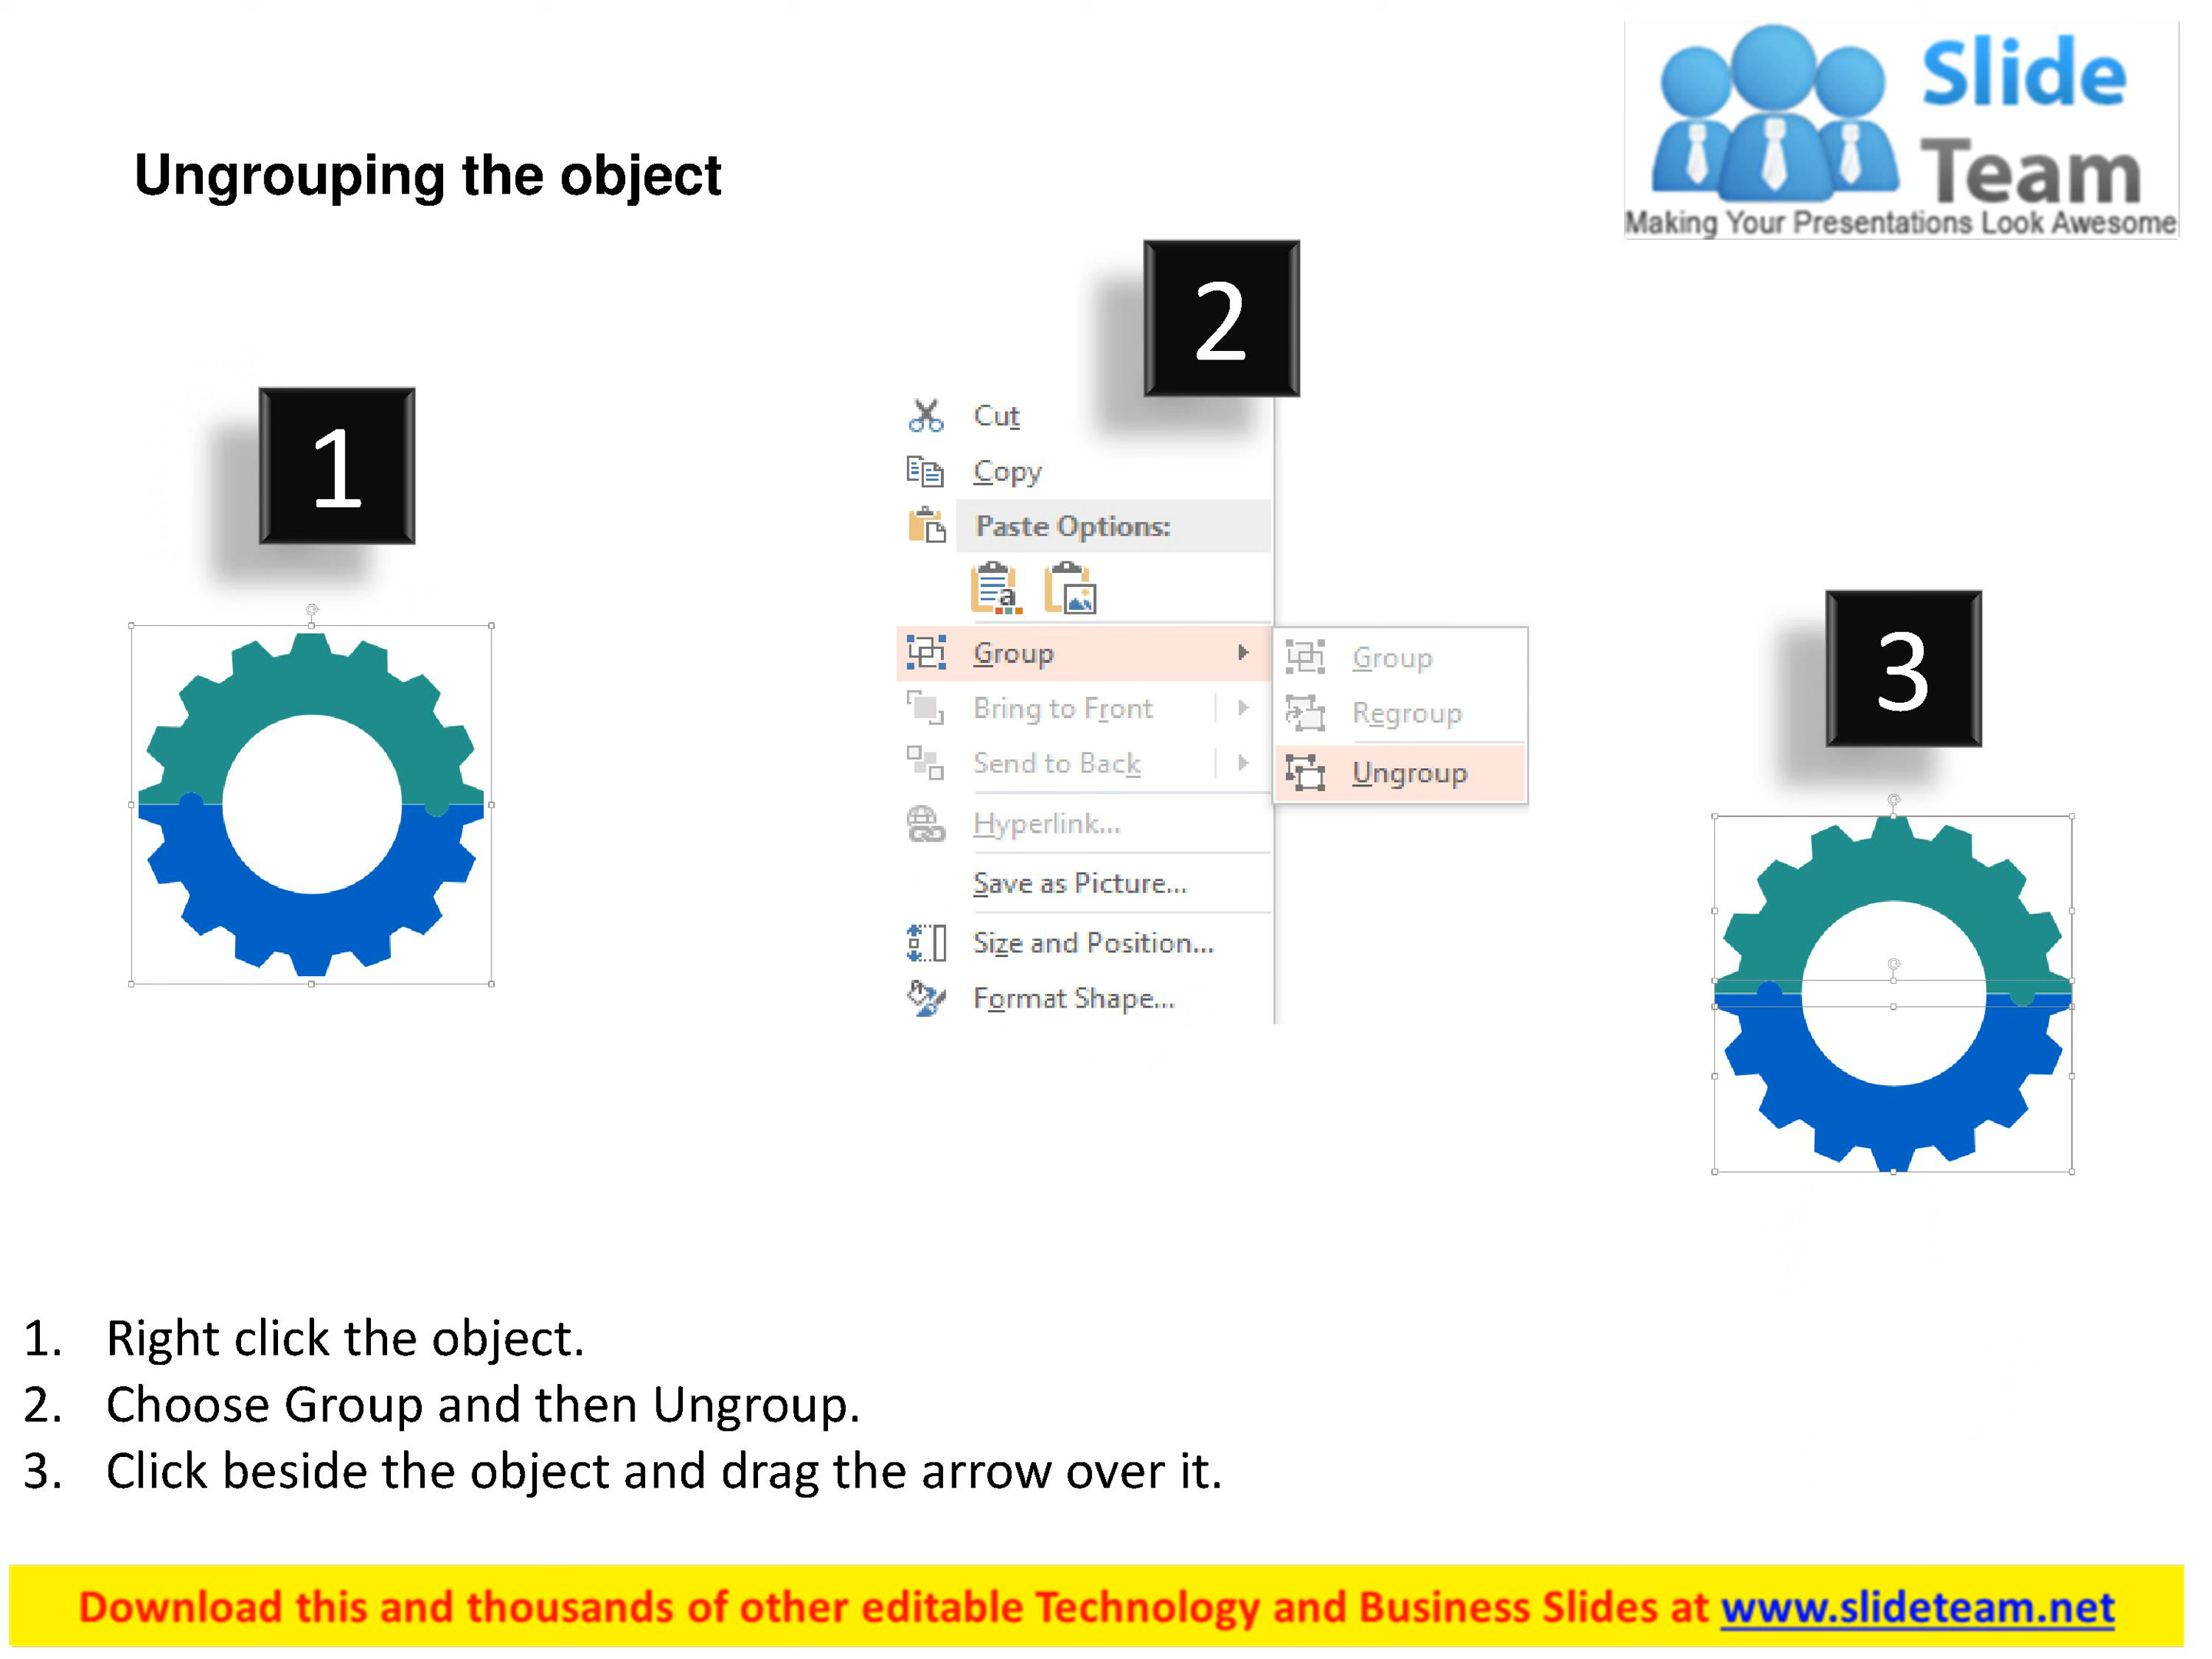 Slide
Team
Making Your Presentations Look Awesome
Ungrouping the object
1
2
Cut
Copy
Paste Options:
a
Group
Bring to Front
Send to Back
Hyperlink...
Save as Picture...
Size and Position...
Format Shape...
Group
Regroup
Ungroup
3
1. Right click the object.
2. Choose Group and then Ungroup.
3. Click beside the object and drag the arrow over it.
Download this and thousands of other editable Technology and Business Slides at www.slideteam.net